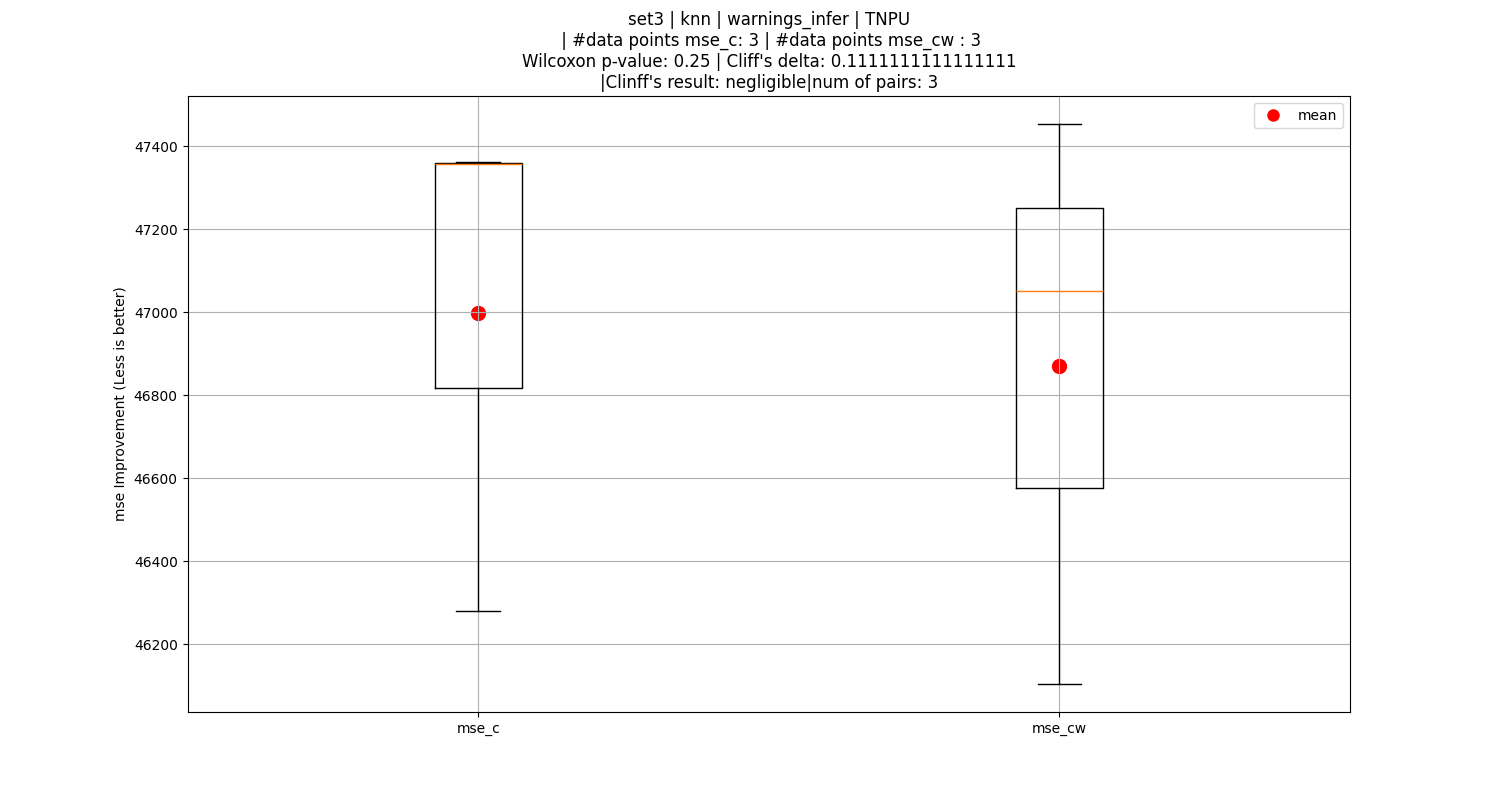 set3 | knn | warnings_infer | TNPU
| #data points mse_c: 3 | #data points mse_cw : 3
Wilcoxon p-value: 0.25 | Cliff's delta: 0.1111111111111111
|Clinff's result: negligible|num of pairs: 3
mean
47400
47200
47000
46800
46600
46400
46200
mse Improvement (Less is better)
mse_c
mse_cw